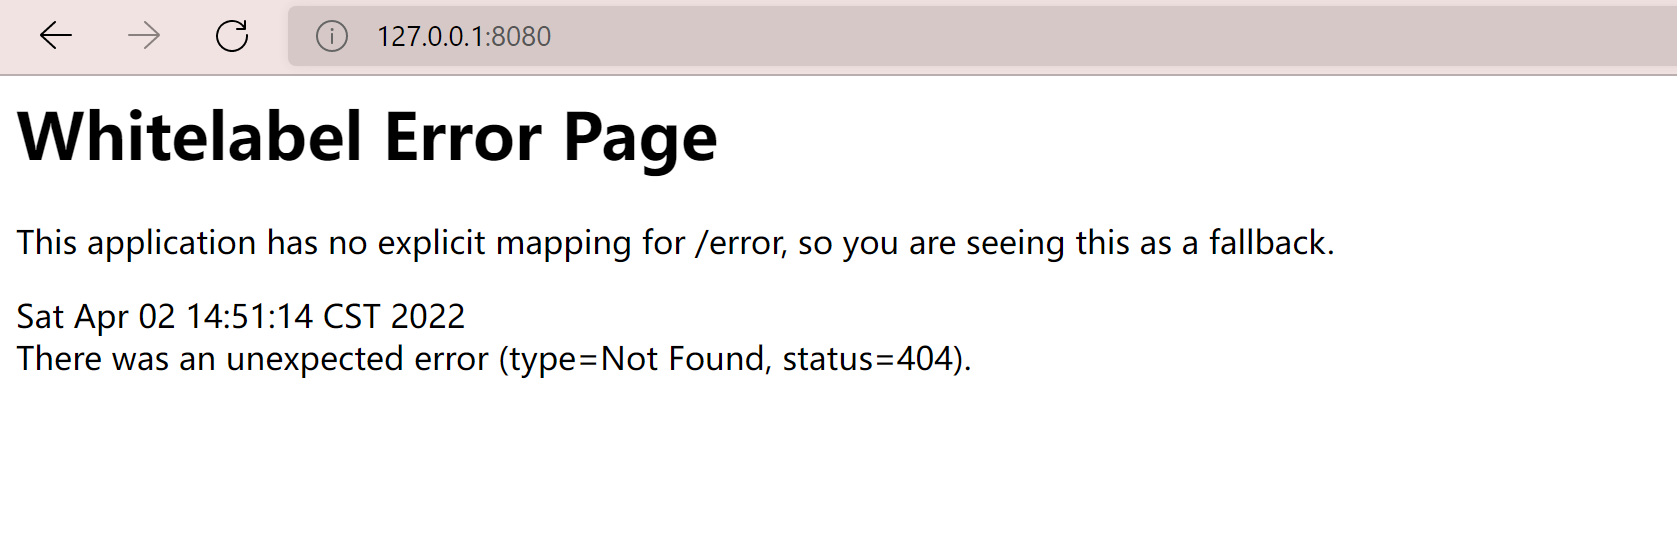 127.0.0.1:8080
Whitelabel Error Page
This application has no explicit mapping for /error, so you are seeing this as a fallback.
Sat Apr 02 14:51:14 CST 2022
There was an unexpected error (type=Not Found, status=404).